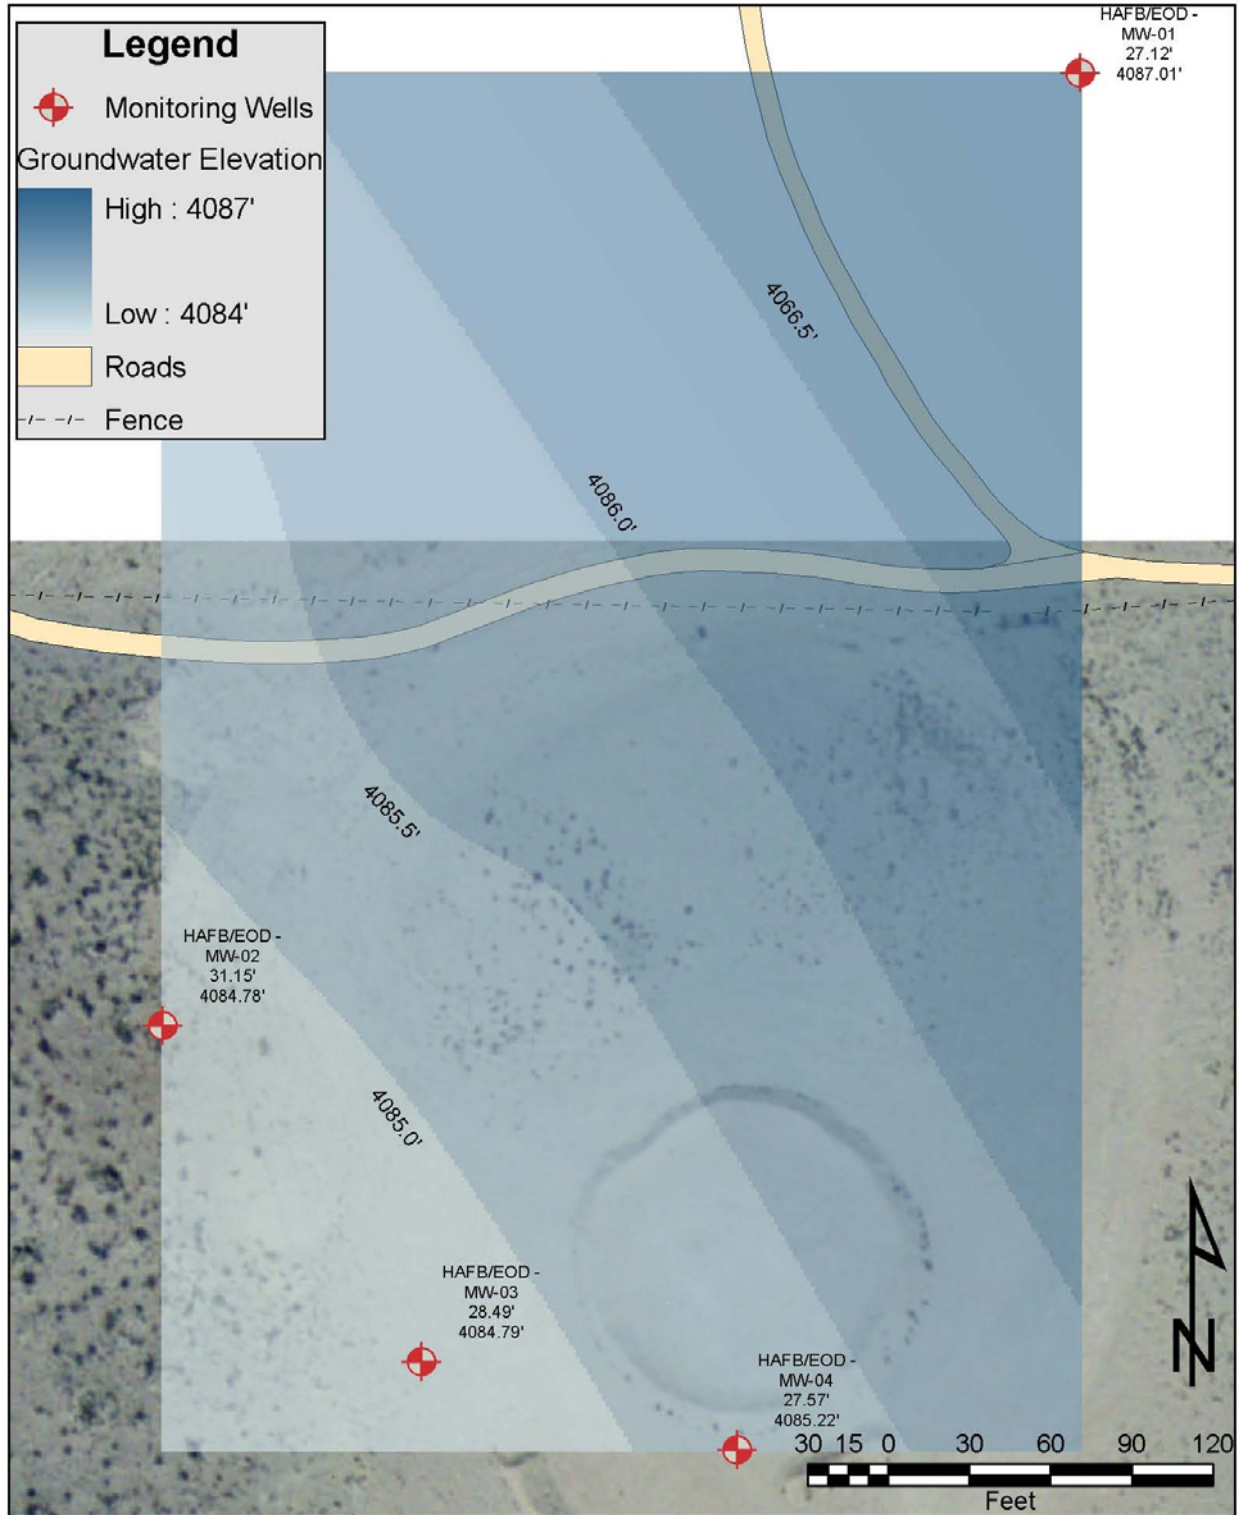 Legend
Monitoring Wells
Groundwater Elevation
High : 4087'
Low : 4084'
Roads
Fence
HAFB/EOD -
MW-01
27.12'
4087.01'
4066.5'
4086.0'
4085.5'
HAFB/EOD -
MW-02
31.15'
4084.78'
4085.0'
HAFB/EOD -
MW-03
28.49'
4084.79'
HAFB/EOD -
MW-04
27.57'
4085.22'
N
30 15 0 30 60 90 120
Feet